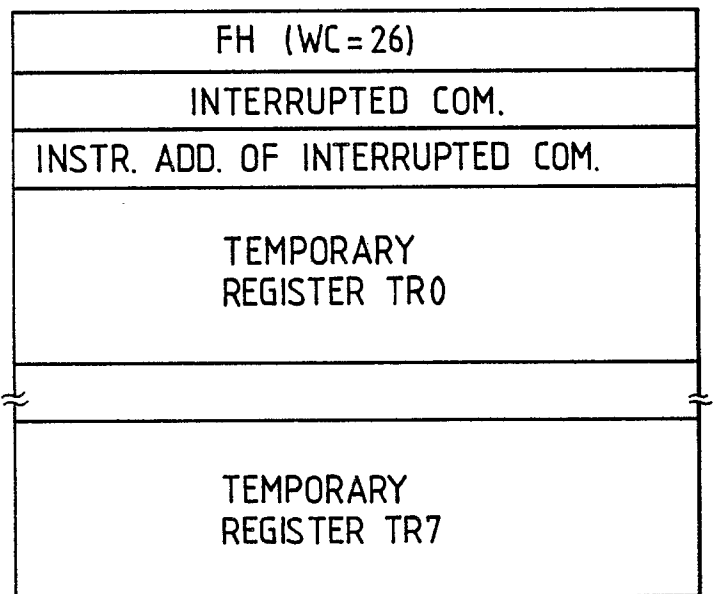 FH (WC=26)
INTERRUPTED COM.
INSTR. ADD. OF INTERRUPTED COM.
TEMPORARY
REGISTER TR0
TEMPORARY
REGISTER TR7